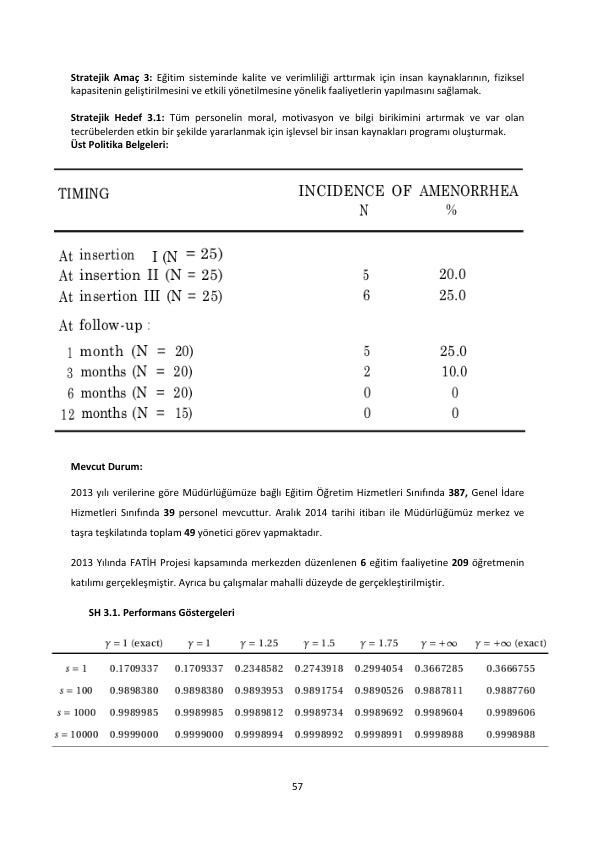 Stratejik Amaç 3: Eğitim sisteminde kalite ve verimliliği arttırmak için insan kaynaklarının, fiziksel
kapasitenin geliştirilmesini ve etkili yönetilmesine yönelik faaliyetlerin yapılmasını sağlamak.
Stratejik Hedef 3.1: Tüm personelin moral, motivasyon ve bilgi birikimini artırmak ve var olan
tecrübelerden etkin bir şekilde yararlanmak için işlevsel bir insan kaynakları programı oluşturmak.
Üst Politika Belgeleri:
TIMING INCIDENCE OF AMENORRHEA
N %
At insertion I (N = 25)
At insertion II (N = 25) 5 20.0
At insertion III (N = 25) 6 25.0
At follow-up :
1 month (N = 20) 5 25.0
3 months (N = 20) 2 10.0
6 months (N = 20) 0 0
12 months (N = 15) 0 0
Mevcut Durum:
2013 yılı verilerine göre Müdürlüğümüze bağlı Eğitim Öğretim Hizmetleri Sınıfında 387, Genel İdare
Hizmetleri Sınıfında 39 personel mevcuttur. Aralık 2014 tarihi itibarı ile Müdürlüğümüz merkez ve
taşra teşkilatında toplam 49 yönetici görev yapmaktadır.
2013 Yılında FATİH Projesi kapsamında merkezden düzenlenen 6 eğitim faaliyetine 209 öğretmenin
katılımı gerçekleşmiştir. Ayrıca bu çalışmalar mahalli düzeyde de gerçekleştirilmiştir.
SH 3.1. Performans Göstergeleri
γ = 1 (exact) γ = 1 γ = 1.25 γ = 1.5 γ = 1.75 γ = +∞ γ = +∞ (exact)
s = 1 0.1709337 0.1709337 0.2348582 0.2743918 0.2994054 0.3667285 0.3666755
s = 100 0.9898380 0.9898380 0.9893953 0.9891754 0.9890526 0.9887811 0.9887760
s = 1000 0.9989985 0.9989985 0.9989812 0.9989734 0.9989692 0.9989604 0.9989606
s = 10000 0.9999000 0.9999000 0.9998994 0.9998992 0.9998991 0.9998988 0.9998988
57